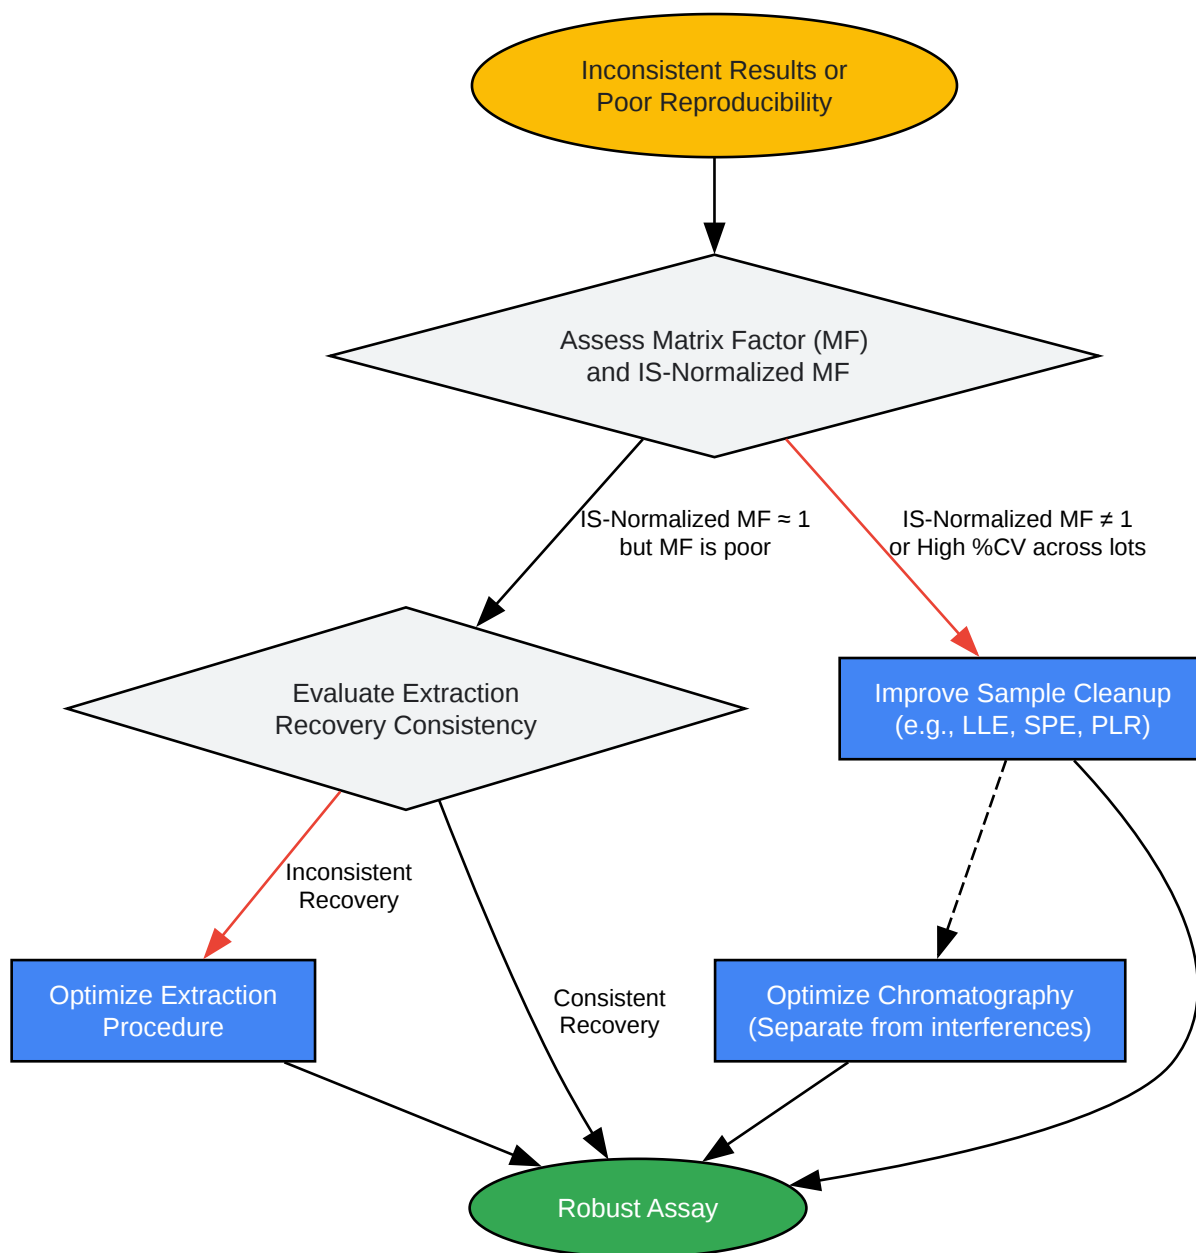 Inconsistent Results or
Poor Reproducibility
Assess Matrix Factor (MF)
and IS-Normalized MF
IS-Normalized MF ≈ 1
but MF is poor
IS-Normalized MF ≠ 1
or High %CV across lots
Evaluate Extraction
Recovery Consistency
Improve Sample Cleanup
(e.g., LLE, SPE, PLR)
Inconsistent
Recovery
Consistent
Recovery
Optimize Extraction
Procedure
Optimize Chromatography
(Separate from interferences)
Robust Assay